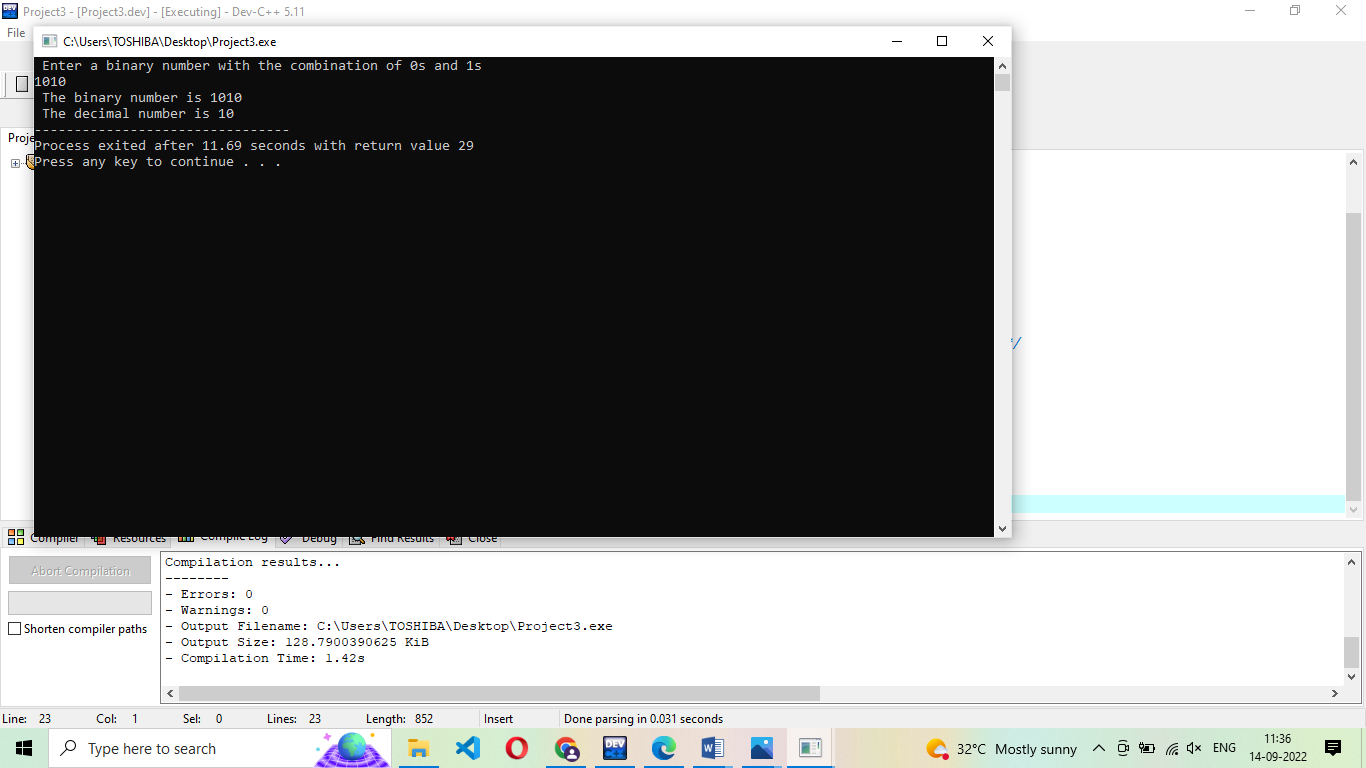 Project3 - [Project3.dev] - [Executing] - Dev-C++ 5.11
File
C:\Users\TOSHIBA\Desktop\Project3.exe
Enter a binary number with the combination of 0s and 1s
1010
The binary number is 1010
The decimal number is 10
--------------------------------
Process exited after 11.69 seconds with return value 29
Press any key to continue . . .
Proje
*/
Compiler Resources Compile Log Debug Find Results Close
Abort Compilation
Shorten compiler paths
Compilation results...
--------
- Errors: 0
- Warnings: 0
- Output Filename: C:\Users\TOSHIBA\Desktop\Project3.exe
- Output Size: 128.7900390625 KiB
- Compilation Time: 1.42s
Line: 23 Col: 1 Sel: 0 Lines: 23 Length: 852 Insert Done parsing in 0.031 seconds
Type here to search
DEV
32°C Mostly sunny
ENG
11:36
14-09-2022